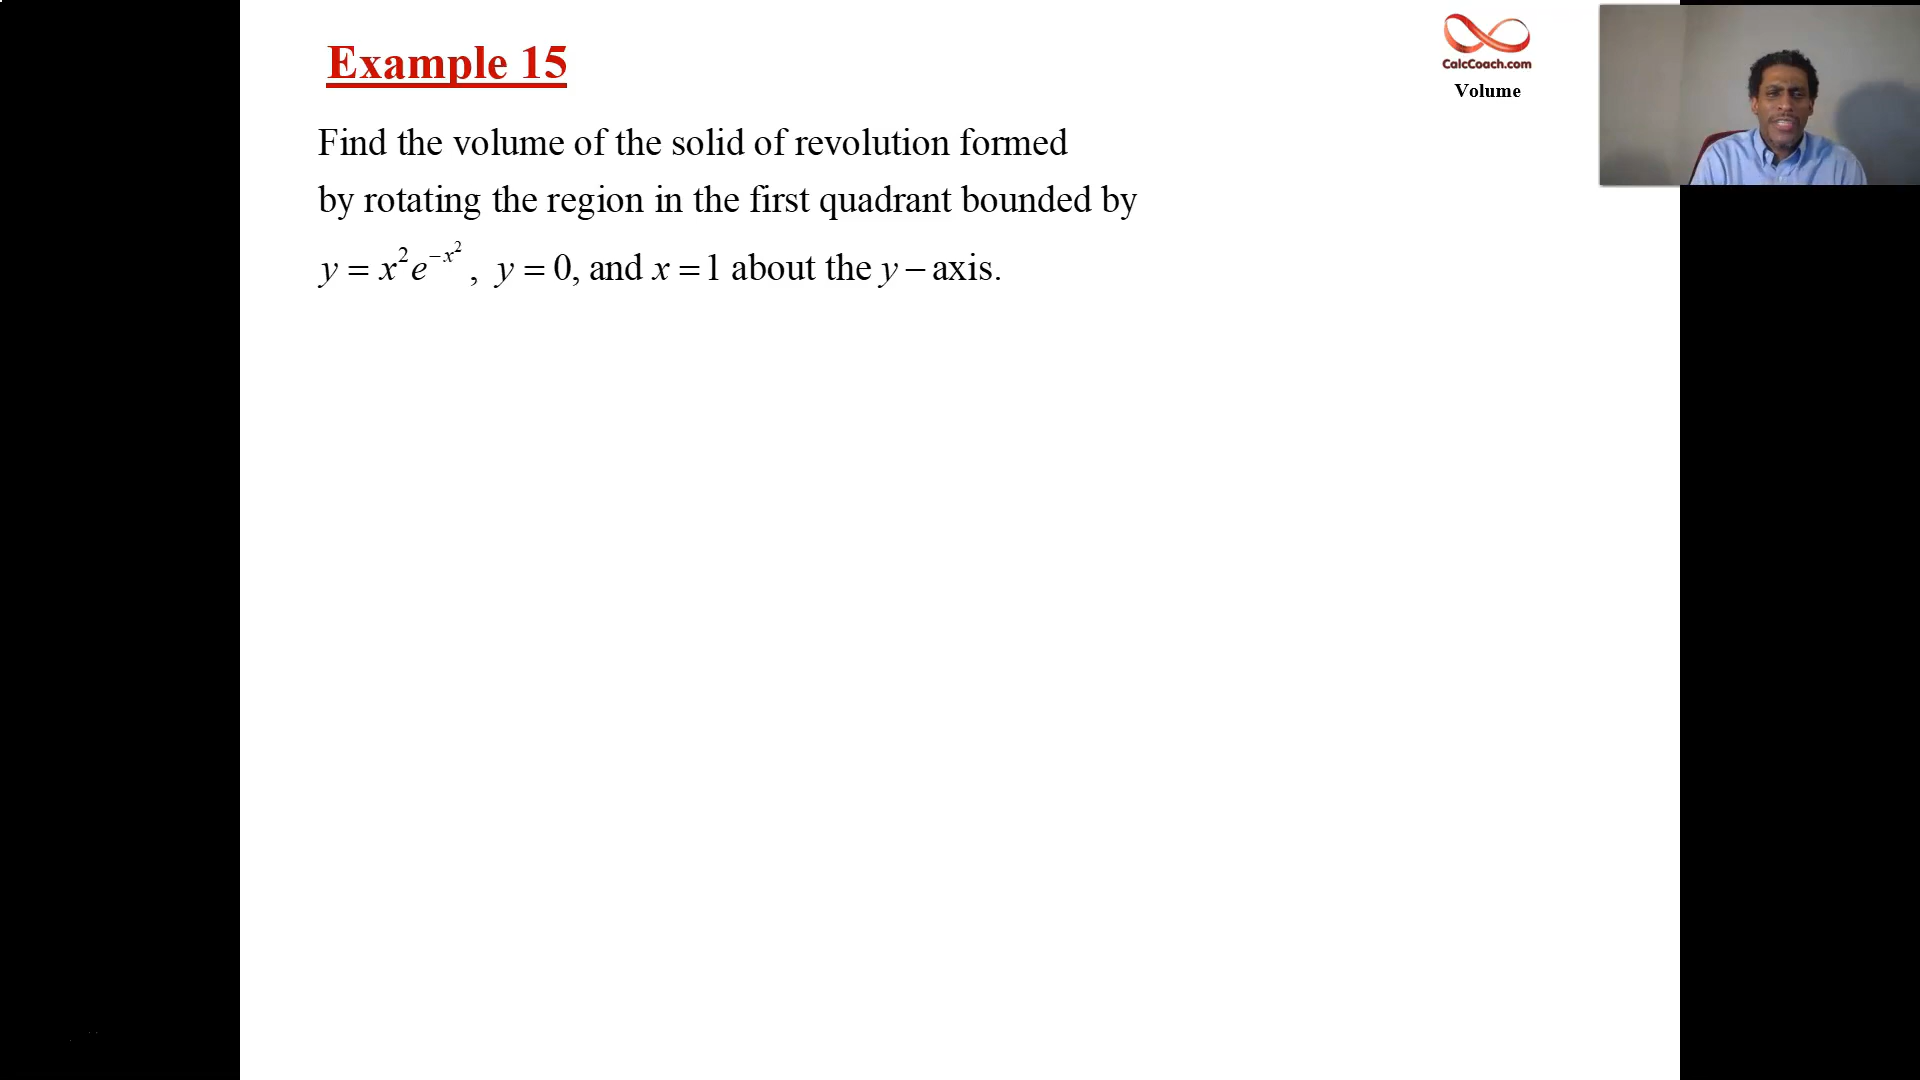 Example 15
CalcCoach.com
Volume
Find the volume of the solid of revolution formed
by rotating the region in the first quadrant bounded by
y = x²e^{−x²}, y = 0, and x = 1 about the y − axis.